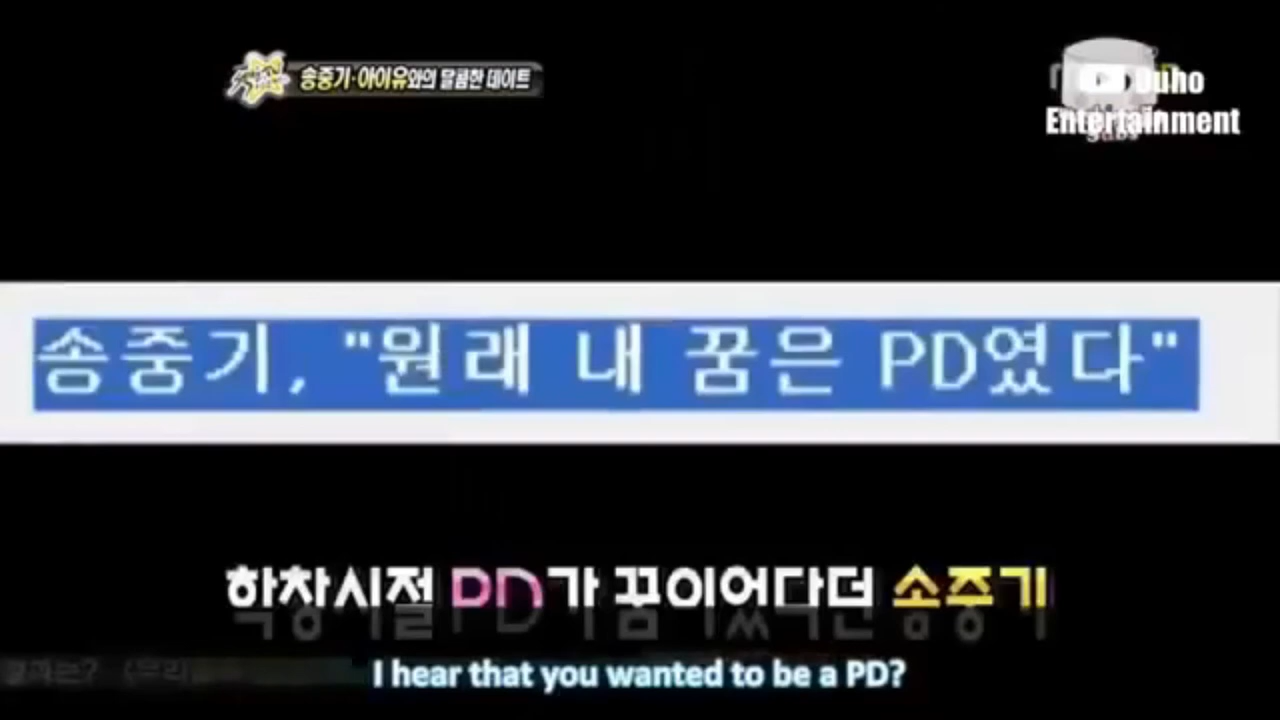 송중기·아이유와의 달콤한 데이트
Juho
Entertainment
송중기, "원래 내 꿈은 PD였다"
학창시절 PD가 꿈이었다던 송중기
I hear that you wanted to be a PD?